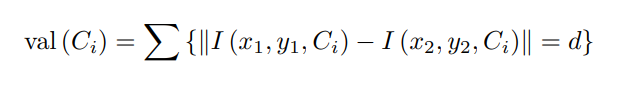 val (C_i) = ∑ {‖I (x_1, y_1, C_i) − I (x_2, y_2, C_i)‖ = d}